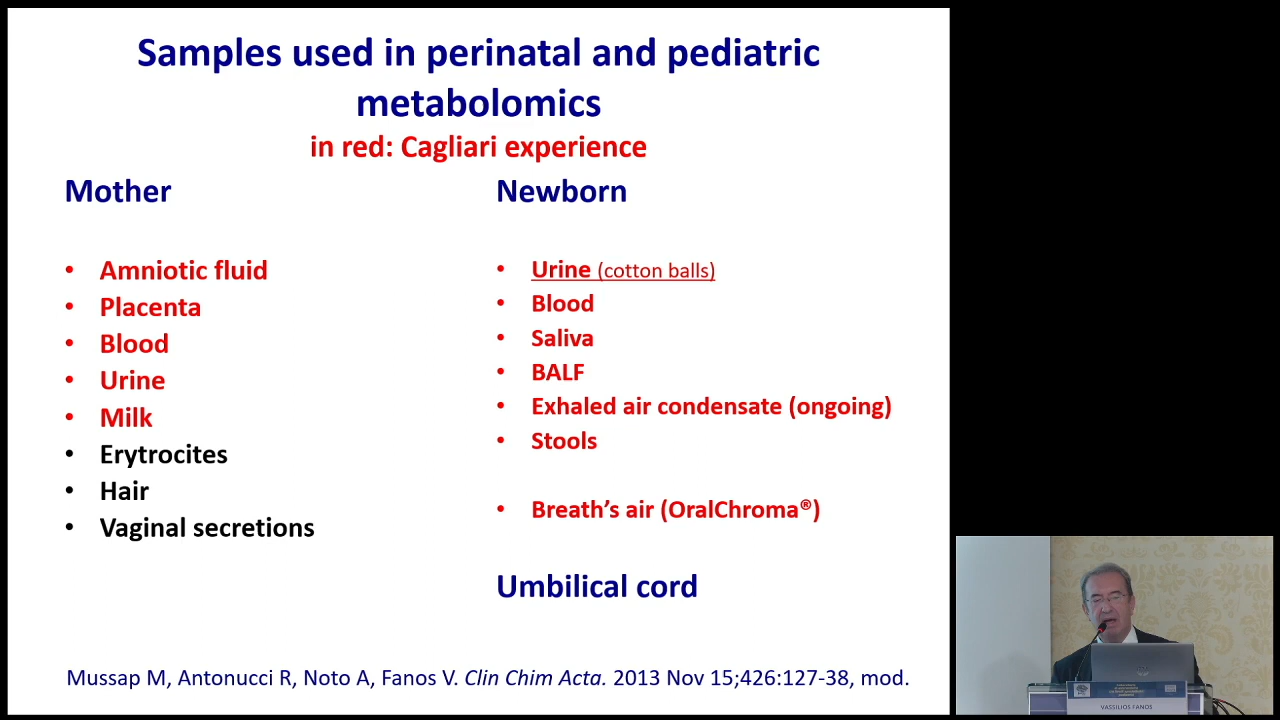 Samples used in perinatal and pediatric
metabolomics
in red: Cagliari experience
Mother
• Amniotic fluid
• Placenta
• Blood
• Urine
• Milk
• Erytrocites
• Hair
• Vaginal secretions
Newborn
• Urine (cotton balls)
• Blood
• Saliva
• BALF
• Exhaled air condensate (ongoing)
• Stools
• Breath’s air (OralChroma®)
Umbilical cord
Mussap M, Antonucci R, Noto A, Fanos V. Clin Chim Acta. 2013 Nov 15;426:127-38, mod.
VASSILIOS FANOS